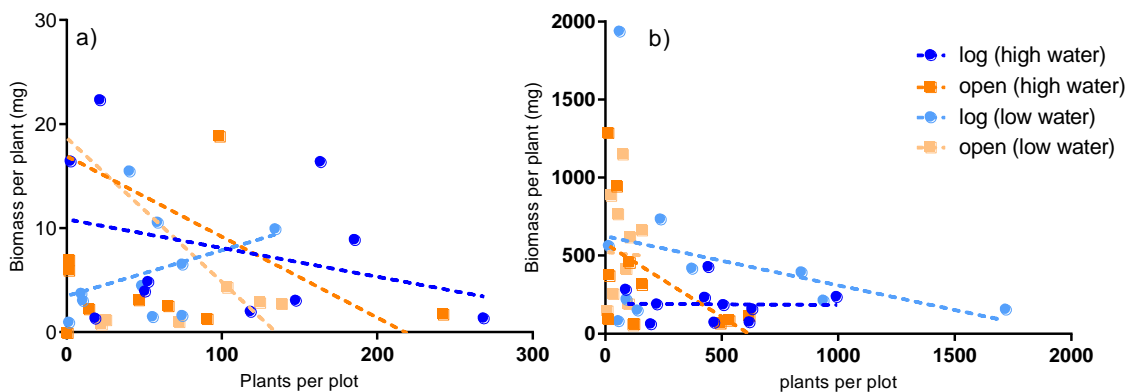 a)
30
20
10
0
Biomass per plant (mg)
0 100 200 300
Plants per plot
b)
2000
1500
1000
500
0
Biomass per plant (mg)
0 500 1000 1500 2000
plants per plot
log (high water)
open (high water)
log (low water)
open (low water)